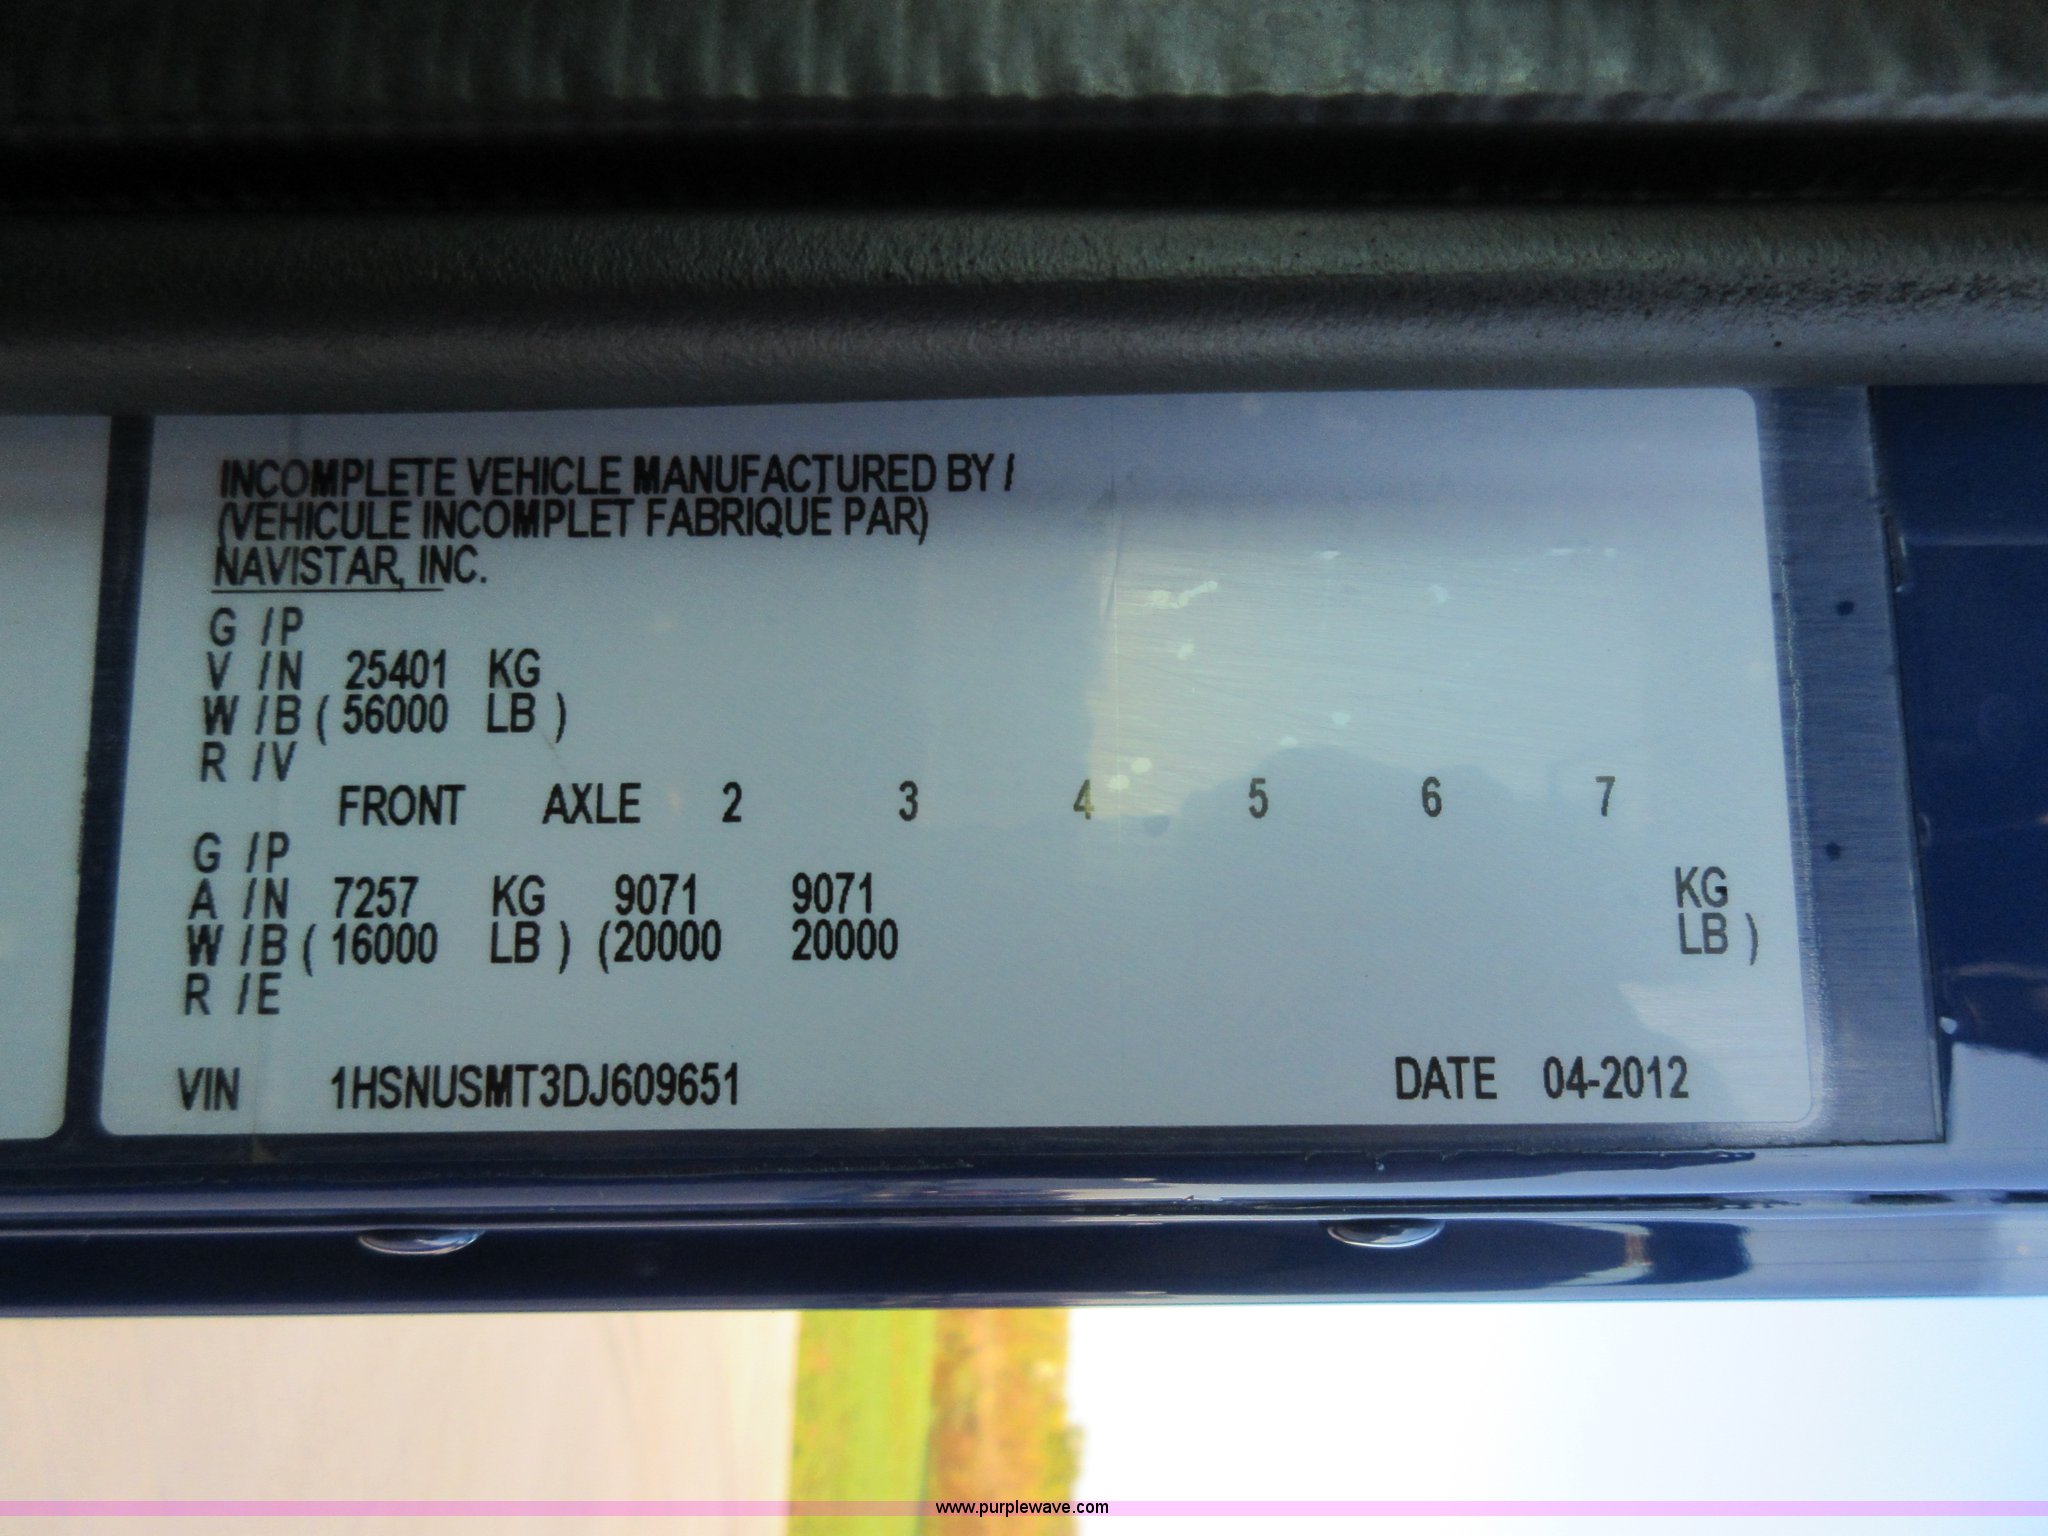 INCOMPLETE VEHICLE MANUFACTURED BY /
(VEHICULE INCOMPLET FABRIQUE PAR)
NAVISTAR, INC.
G /P
V /N 25401 KG
W /B ( 56000 LB )
R /V
FRONT AXLE 2 3 4 5 6 7
G /P
A /N 7257 KG 9071 9071 KG
W /B ( 16000 LB ) (20000 20000 LB )
R /E
VIN 1HSNUSMT3DJ609651 DATE 04-2012
www.purplewave.com